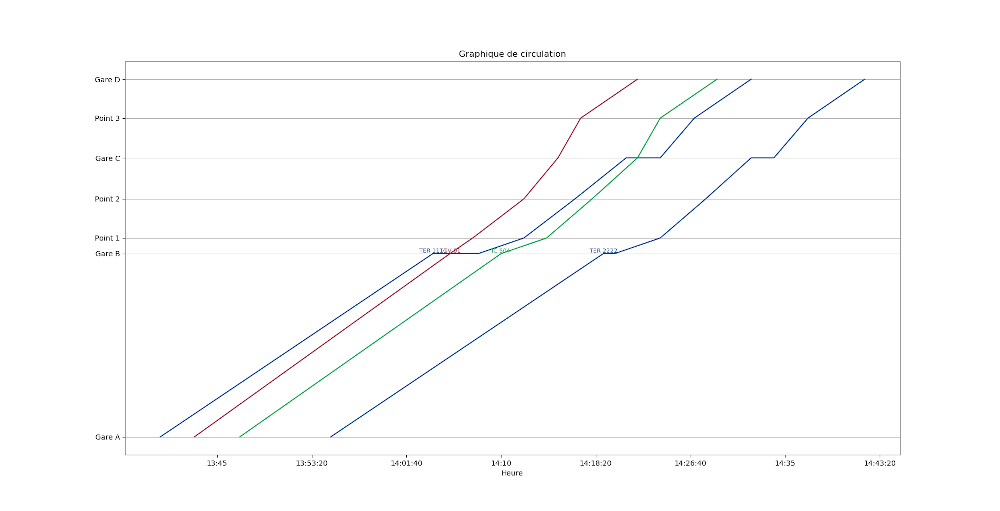 Graphique de circulation
Gare D
Point 3
Gare C
Point 2
Point 1
TER
TER 2222
Gare B
Gare A
13:45 13:53:20 14:01:40 14:10 14:18:20 14:26:40 14:35 14:43:20
Heure